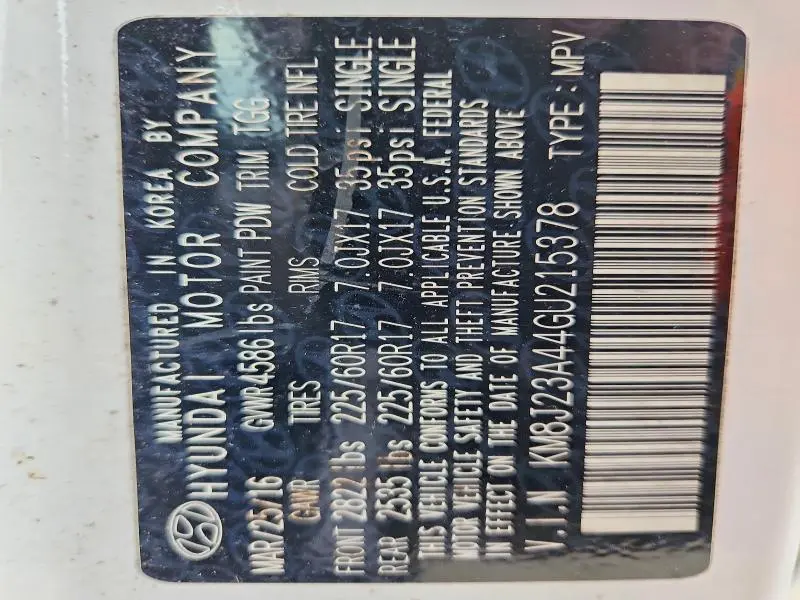 MANUFACTURED IN KOREA BY
HYUNDAI MOTOR COMPANY
MAR/25/16 GVWR 4586 lbs PAINT PDW TRIM TGG
GAWR TIRES RMS COLD TIRE INFL
FRONT 2822 lbs 225/60R17 7.0JX17 35psi SINGLE
REAR 2535 lbs 225/60R17 7.0JX17 35psi SINGLE
THIS VEHICLE CONFORMS TO ALL APPLICABLE U.S.A. FEDERAL
MOTOR VEHICLE SAFETY AND THEFT PREVENTION STANDARDS
IN EFFECT ON THE DATE OF MANUFACTURE SHOWN ABOVE
V.I.N KM8J23A44GU215378 TYPE : MPV